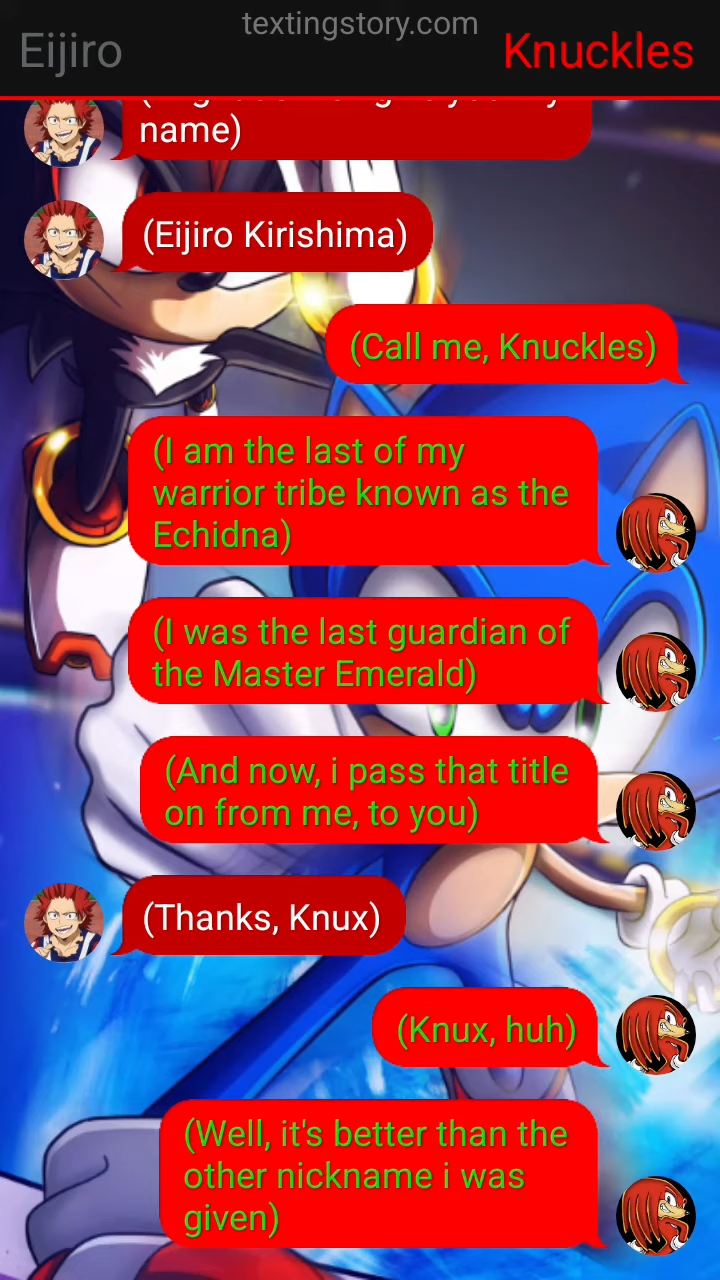 textingstory.com
Eijiro
Knuckles
name)
(Eijiro Kirishima)
(Call me, Knuckles)
(I am the last of my
warrior tribe known as the
Echidna)
(I was the last guardian of
the Master Emerald)
(And now, i pass that title
on from me, to you)
(Thanks, Knux)
(Knux, huh)
(Well, it's better than the
other nickname i was
given)